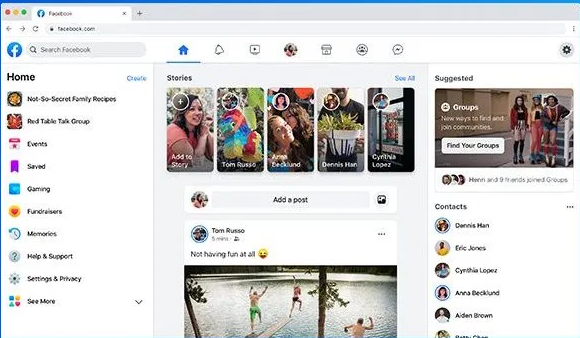 Facebook
facebook.com
Search Facebook
Home
Create
Not-So-Secret Family Recipes
Red Table Talk Group
Events
Saved
Gaming
Fundraisers
Memories
Help & Support
Settings & Privacy
See More
Stories
See All
Add to
Story
Tom Russo
Anna
Becklund
Dennis Han
Cynthia
Lopez
Add a post
Tom Russo
5 mins ·
Not having fun at all 😜
Suggested
Groups
New ways to find and
join communities.
Find Your Groups
Henri and 9 friends joined Groups
Contacts
Dennis Han
Eric Jones
Cynthia Lopez
Anna Becklund
Aiden Brown